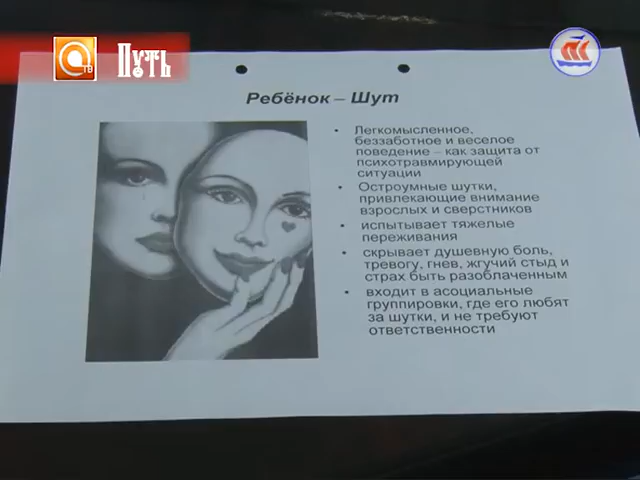 ТВ
Путь
Ребёнок – Шут
• Легкомысленное,
беззаботное и веселое
поведение – как защита от
психотравмирующей
ситуации
• Остроумные шутки,
привлекающие внимание
взрослых и сверстников
• испытывает тяжелые
переживания
• скрывает душевную боль,
тревогу, гнев, жгучий стыд и
страх быть разоблаченным
• входит в асоциальные
группировки, где его любят
за шутки, и не требуют
ответственности